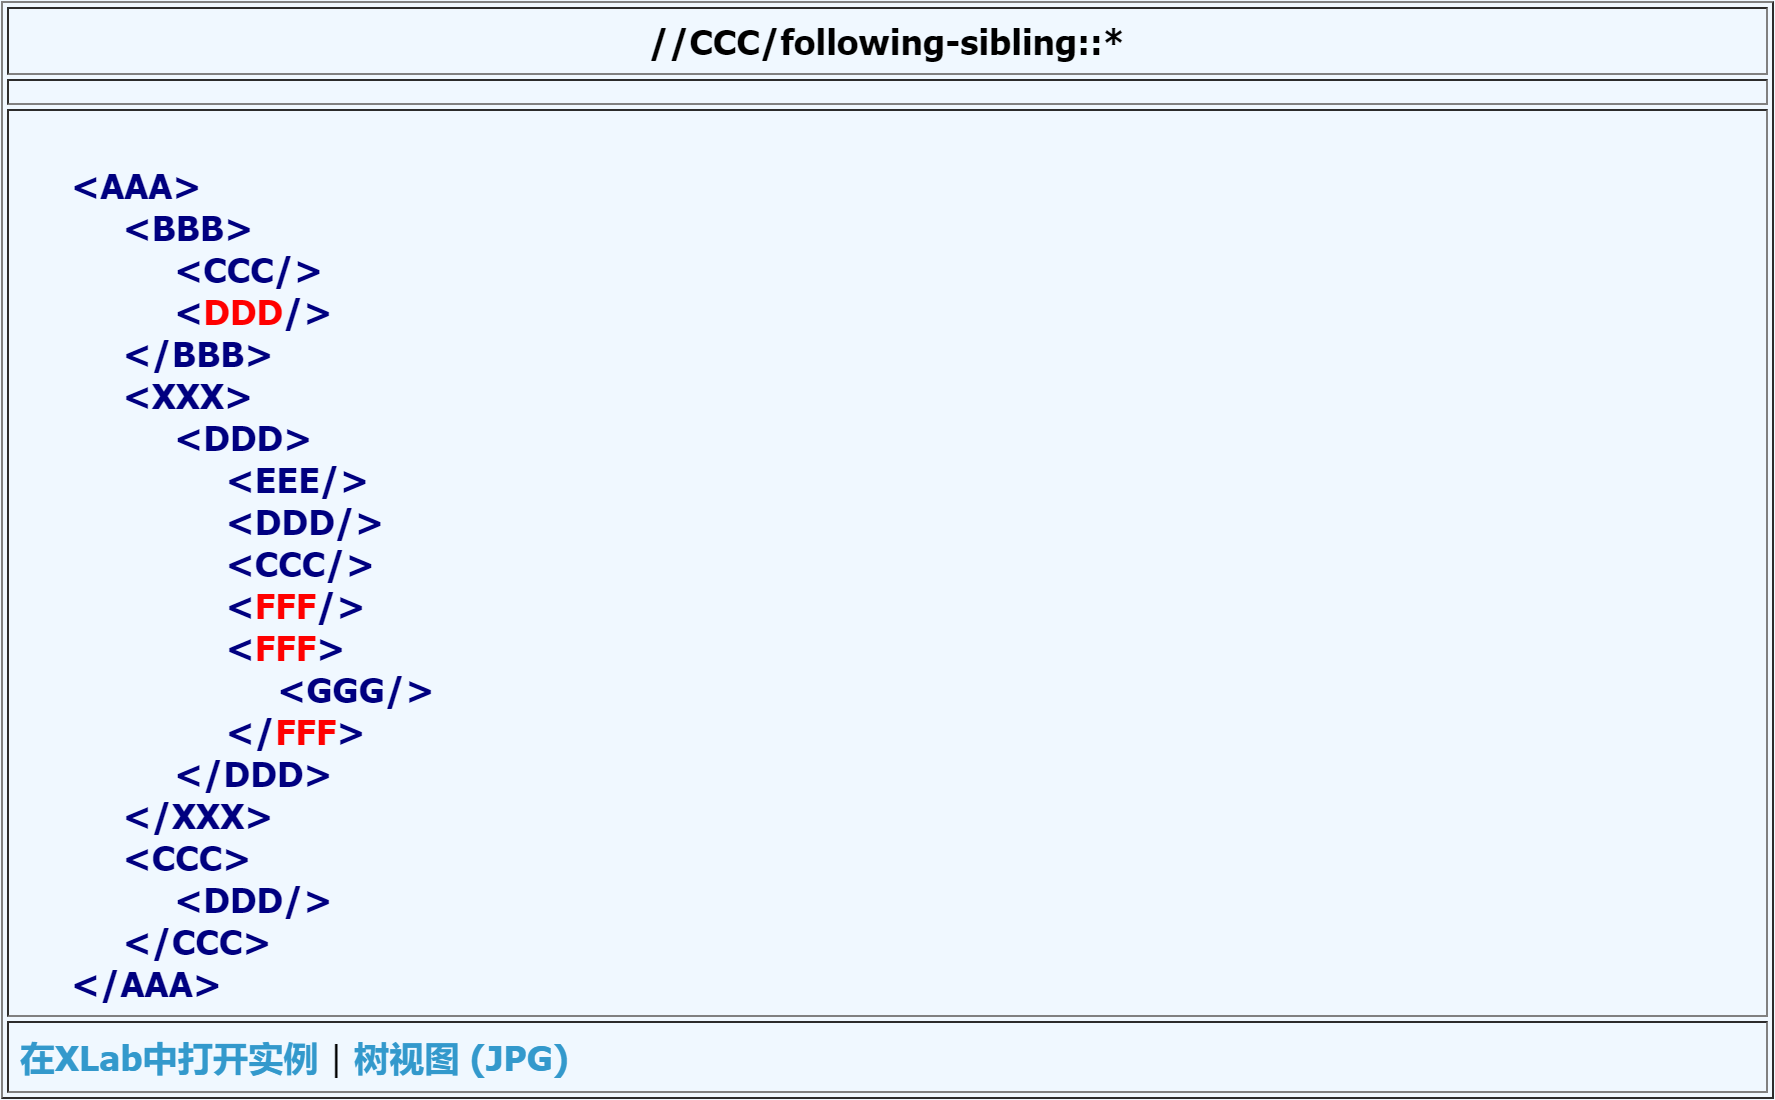 //CCC/following-sibling::*
<AAA>
<BBB>
<CCC/>
<DDD/>
</BBB>
<XXX>
<DDD>
<EEE/>
<DDD/>
<CCC/>
<FFF/>
<FFF>
<GGG/>
</FFF>
</DDD>
</XXX>
<CCC>
<DDD/>
</CCC>
</AAA>
在XLab中打开实例 | 树视图 (JPG)